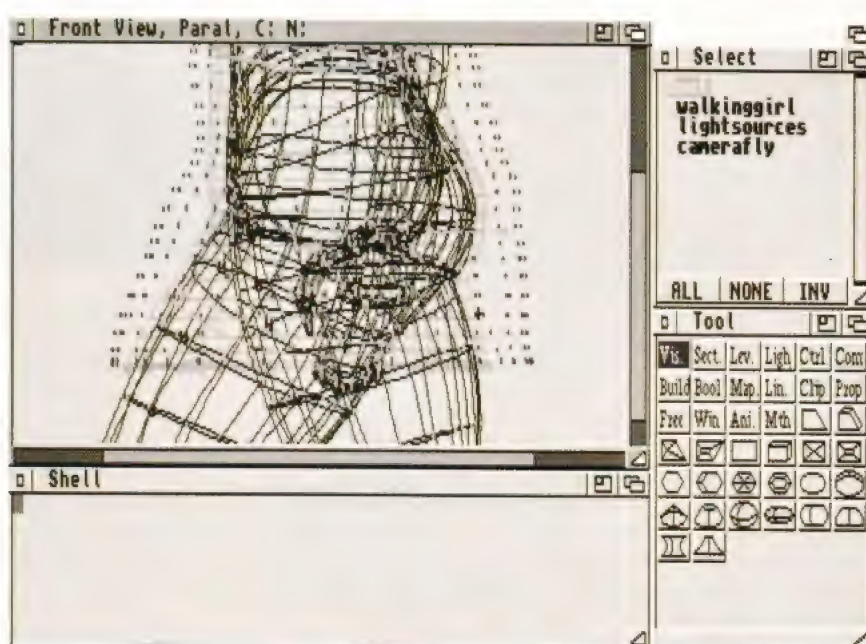 Front View, Paral, C: N:
Select
walkinggirl
lightsources
camerafly
ALL NONE INV
Tool
Vis. Sect. Lev. Ligh Ctrl
Build Bool Map Lin. Clip Prop
Free Win. Ani. Mth
Shell